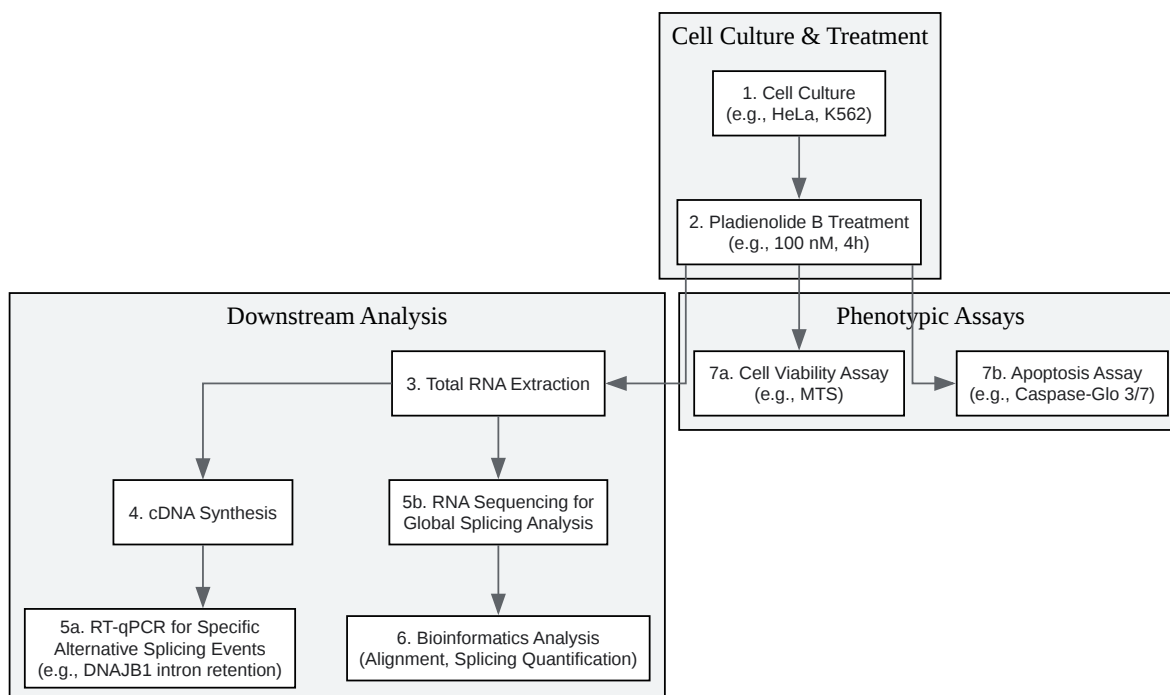 Cell Culture & Treatment
1. Cell Culture
(e.g., HeLa, K562)
2. Pladienolide B Treatment
(e.g., 100 nM, 4h)
Downstream Analysis
3. Total RNA Extraction
4. cDNA Synthesis
5b. RNA Sequencing for
Global Splicing Analysis
5a. RT-qPCR for Specific
Alternative Splicing Events
(e.g., DNAJB1 intron retention)
6. Bioinformatics Analysis
(Alignment, Splicing Quantification)
Phenotypic Assays
7a. Cell Viability Assay
(e.g., MTS)
7b. Apoptosis Assay
(e.g., Caspase-Glo 3/7)